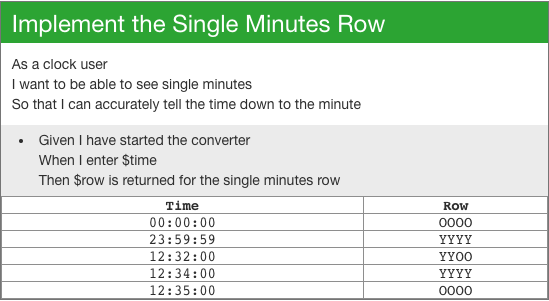 Implement the Single Minutes Row
As a clock user
I want to be able to see single minutes
So that I can accurately tell the time down to the minute
• Given I have started the converter
When I enter $time
Then $row is returned for the single minutes row
Time Row
00:00:00 OOOO
23:59:59 YYYY
12:32:00 YYOO
12:34:00 YYYY
12:35:00 OOOO